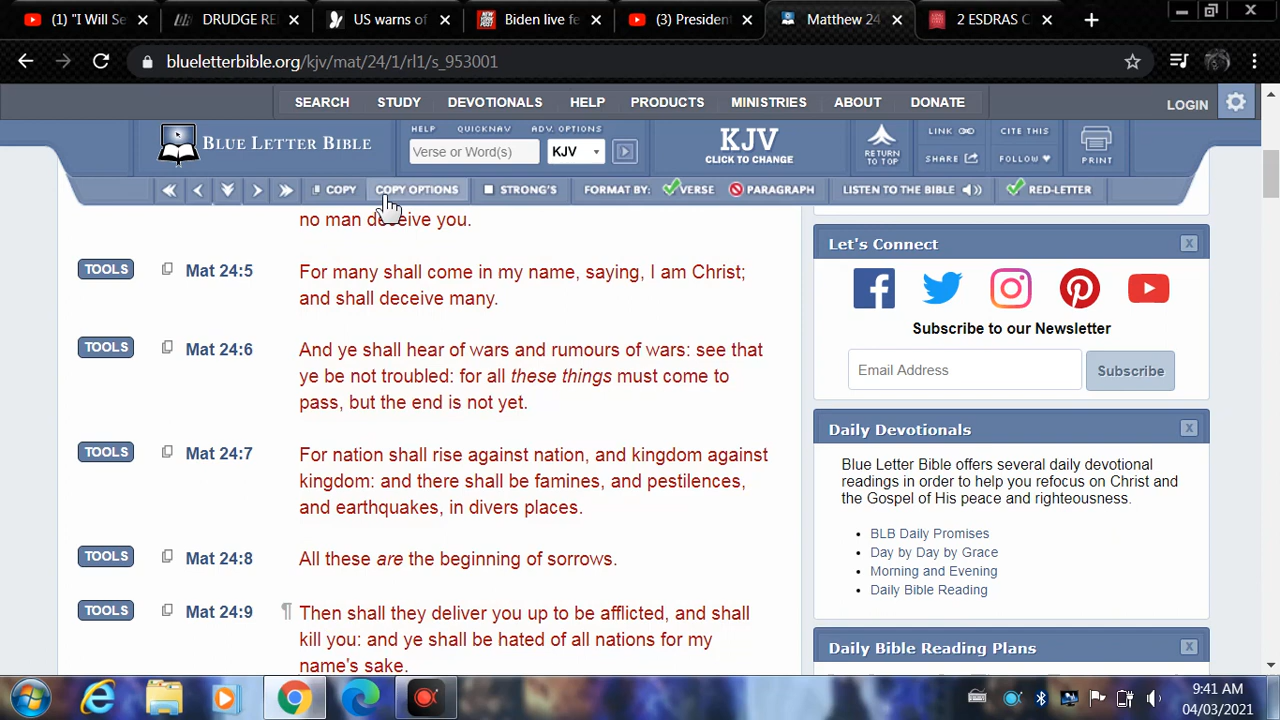 (1) "I Will Se
DRUDGE RE
US warns of
Biden live fe
(3) Presiden
Matthew 24
2 ESDRAS C
blueletterbible.org/kjv/mat/24/1/rl1/s_953001
SEARCH STUDY DEVOTIONALS HELP PRODUCTS MINISTRIES ABOUT DONATE LOGIN
BLUE LETTER BIBLE
HELP QUICKNAV ADV. OPTIONS
Verse or Word(s) KJV
KJV
CLICK TO CHANGE
RETURN
TO TOP
LINK CITE THIS
SHARE FOLLOW
PRINT
COPY COPY OPTIONS STRONG'S FORMAT BY: VERSE PARAGRAPH LISTEN TO THE BIBLE RED-LETTER
no man deceive you.
TOOLS Mat 24:5 For many shall come in my name, saying, I am Christ;
and shall deceive many.
TOOLS Mat 24:6 And ye shall hear of wars and rumours of wars: see that
ye be not troubled: for all these things must come to
pass, but the end is not yet.
TOOLS Mat 24:7 For nation shall rise against nation, and kingdom against
kingdom: and there shall be famines, and pestilences,
and earthquakes, in divers places.
TOOLS Mat 24:8 All these are the beginning of sorrows.
TOOLS Mat 24:9 ¶ Then shall they deliver you up to be afflicted, and shall
kill you: and ye shall be hated of all nations for my
name's sake.
Let's Connect X
Subscribe to our Newsletter
Email Address Subscribe
Daily Devotionals X
Blue Letter Bible offers several daily devotional
readings in order to help you refocus on Christ and
the Gospel of His peace and righteousness.
• BLB Daily Promises
• Day by Day by Grace
• Morning and Evening
• Daily Bible Reading
Daily Bible Reading Plans X
9:41 AM
04/03/2021